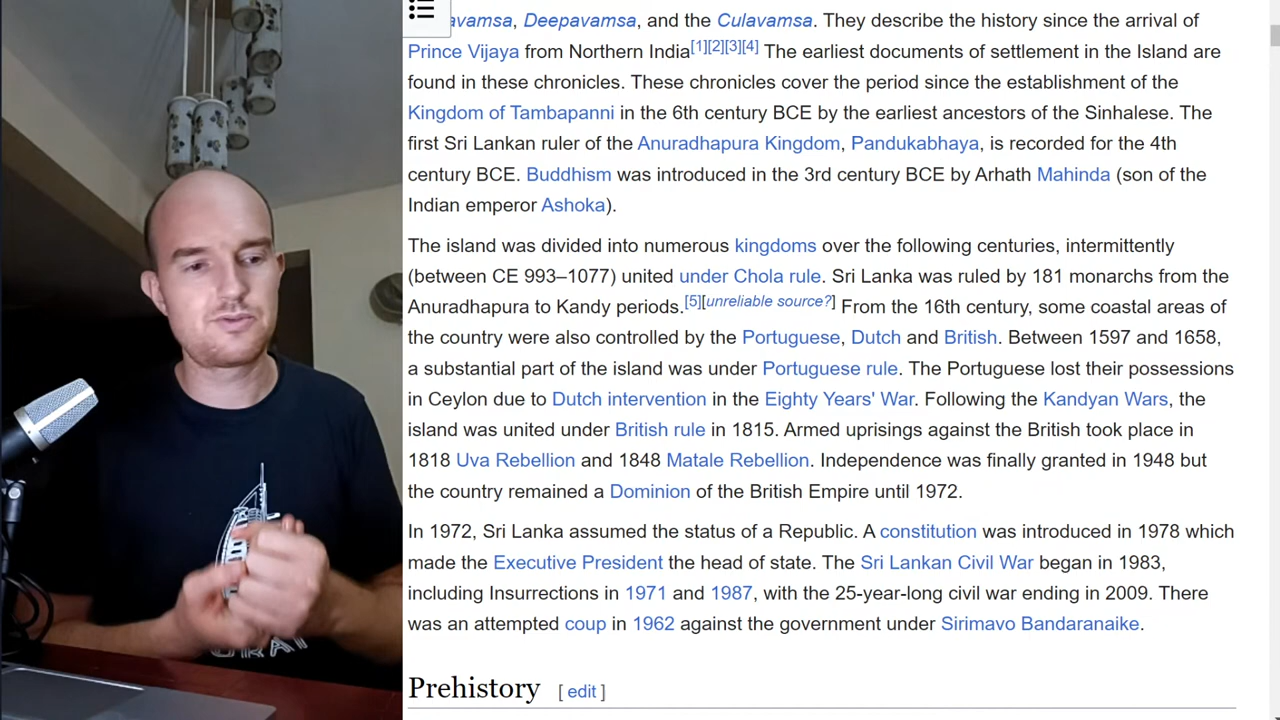 avamsa, Deepavamsa, and the Culavamsa. They describe the history since the arrival of
Prince Vijaya from Northern India[1][2][3][4] The earliest documents of settlement in the Island are
found in these chronicles. These chronicles cover the period since the establishment of the
Kingdom of Tambapanni in the 6th century BCE by the earliest ancestors of the Sinhalese. The
first Sri Lankan ruler of the Anuradhapura Kingdom, Pandukabhaya, is recorded for the 4th
century BCE. Buddhism was introduced in the 3rd century BCE by Arhath Mahinda (son of the
Indian emperor Ashoka).
The island was divided into numerous kingdoms over the following centuries, intermittently
(between CE 993–1077) united under Chola rule. Sri Lanka was ruled by 181 monarchs from the
Anuradhapura to Kandy periods.[5][unreliable source?] From the 16th century, some coastal areas of
the country were also controlled by the Portuguese, Dutch and British. Between 1597 and 1658,
a substantial part of the island was under Portuguese rule. The Portuguese lost their possessions
in Ceylon due to Dutch intervention in the Eighty Years' War. Following the Kandyan Wars, the
island was united under British rule in 1815. Armed uprisings against the British took place in
1818 Uva Rebellion and 1848 Matale Rebellion. Independence was finally granted in 1948 but
the country remained a Dominion of the British Empire until 1972.
In 1972, Sri Lanka assumed the status of a Republic. A constitution was introduced in 1978 which
made the Executive President the head of state. The Sri Lankan Civil War began in 1983,
including Insurrections in 1971 and 1987, with the 25-year-long civil war ending in 2009. There
was an attempted coup in 1962 against the government under Sirimavo Bandaranaike.
Prehistory [ edit ]